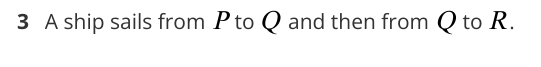 3 A ship sails from P to Q and then from Q to R.